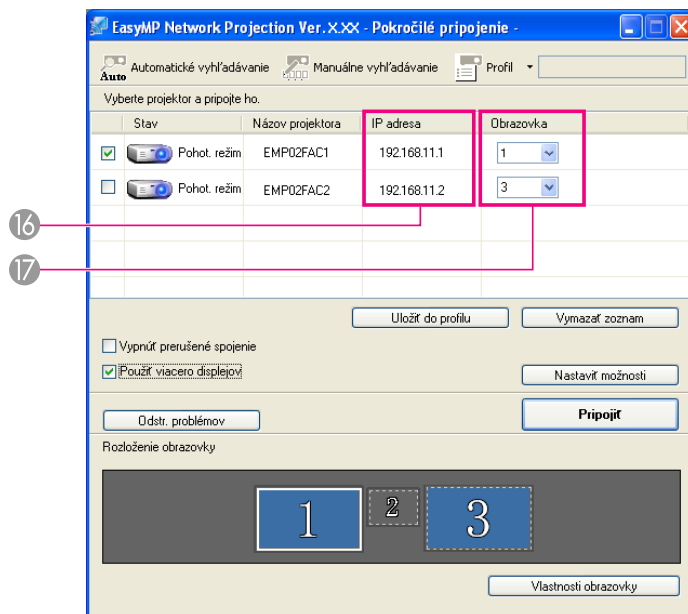 EasyMP Network Projection Ver. X.XX - Pokročilé pripojenie -
Auto Automatické vyhľadávanie Manuálne vyhľadávanie Profil
Vyberte projektor a pripojte ho.
Stav Názov projektora IP adresa Obrazovka
Pohot. režim EMP02FAC1 192.168.11.1 1
Pohot. režim EMP02FAC2 192.168.11.2 3
16
17
Uložiť do profilu Vymazať zoznam
Vypnúť prerušené spojenie
Použiť viacero displejov Nastaviť možnosti
Odstr. problémov Pripojiť
Rozloženie obrazovky
1 2 3
Vlastnosti obrazovky